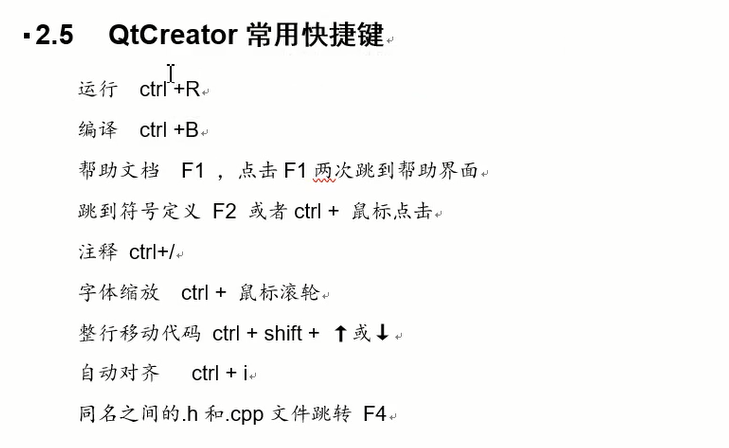 2.5 QtCreator 常用快捷键
运行 ctrl +R
编译 ctrl +B
帮助文档 F1 ，点击 F1 两次跳到帮助界面
跳到符号定义 F2 或者 ctrl + 鼠标点击
注释 ctrl+/
字体缩放 ctrl + 鼠标滚轮
整行移动代码 ctrl + shift + ↑或↓
自动对齐 ctrl + i
同名之间的.h 和.cpp 文件跳转 F4